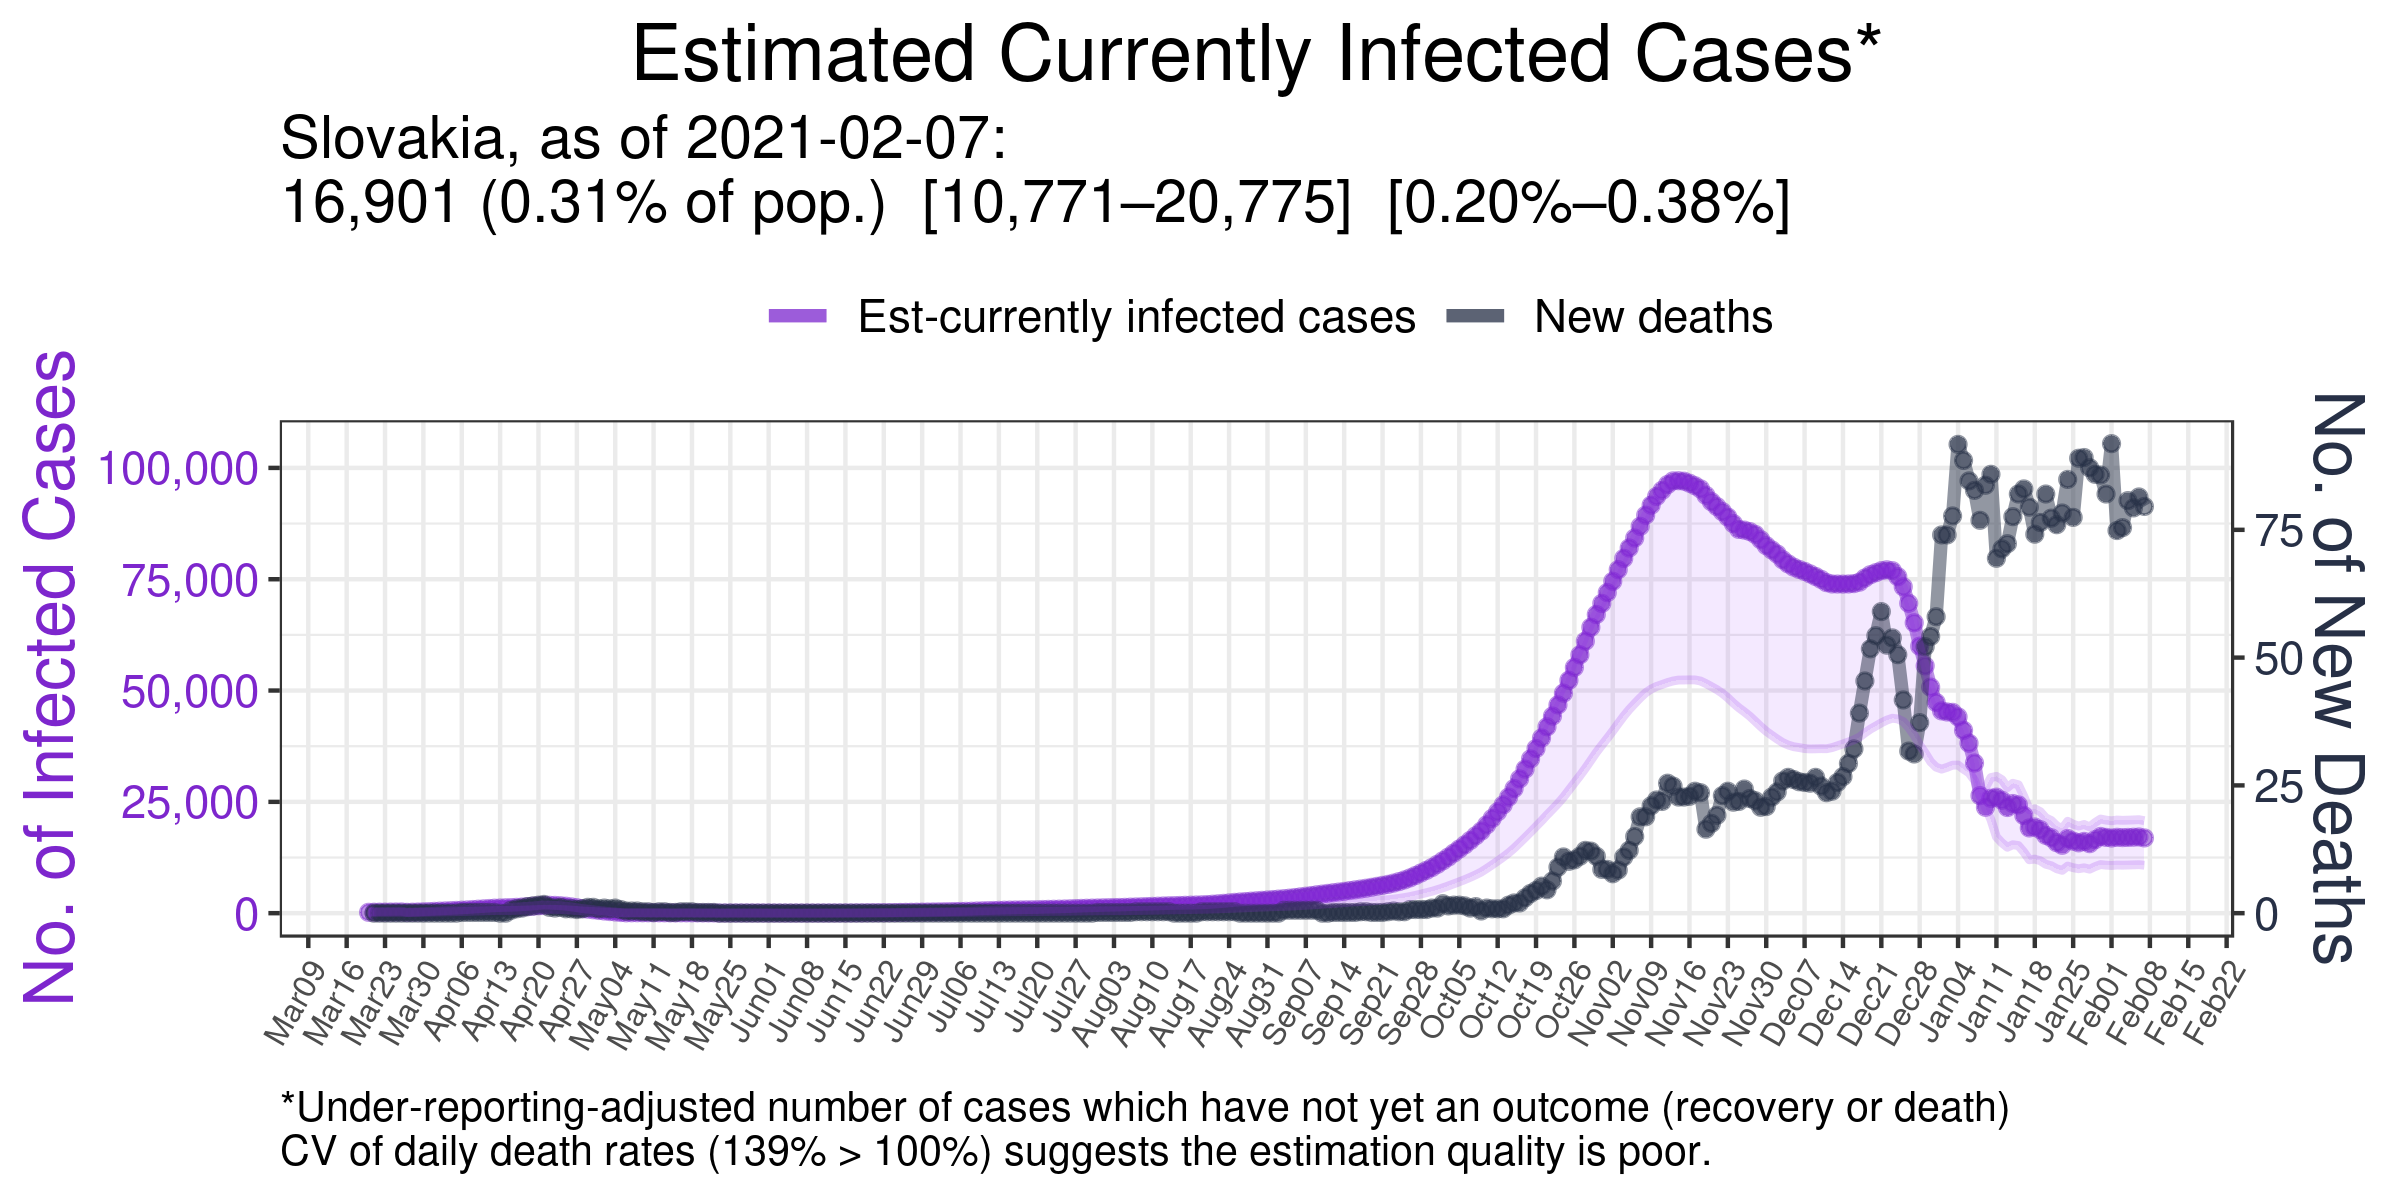 Estimated Currently Infected Cases*
Slovakia, as of 2021-02-07:
16,901 (0.31% of pop.) [10,771–20,775] [0.20%–0.38%]
Est-currently infected cases New deaths
No. of Infected Cases
100,000
75,000
50,000
25,000
0
75
50
25
0
No. of New Deaths
Mar09 Mar16 Mar23 Mar30 Apr06 Apr13 Apr20 Apr27 May04 May11 May18 May25 Jun01 Jun08 Jun15 Jun22 Jun29 Jul06 Jul13 Jul20 Jul27 Aug03 Aug10 Aug17 Aug24 Aug31 Sep07 Sep14 Sep21 Sep28 Oct05 Oct12 Oct19 Oct26 Nov02 Nov09 Nov16 Nov23 Nov30 Dec07 Dec14 Dec21 Dec28 Jan04 Jan11 Jan18 Jan25 Feb01 Feb08 Feb15 Feb22
*Under-reporting-adjusted number of cases which have not yet an outcome (recovery or death)
CV of daily death rates (139% > 100%) suggests the estimation quality is poor.